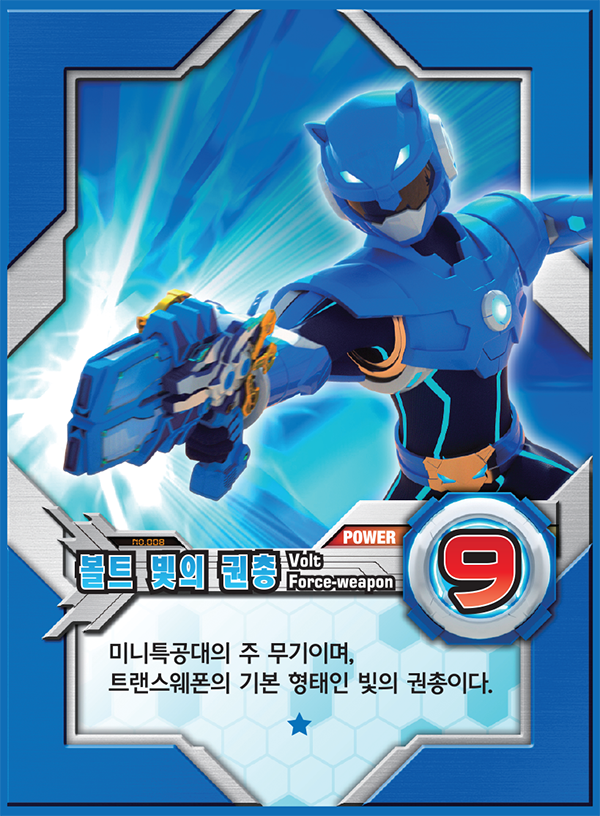 NO.008
볼트 빛의 권총
Volt
Force-weapon
POWER
9
미니특공대의 주 무기이며,
트랜스웨폰의 기본 형태인 빛의 권총이다.